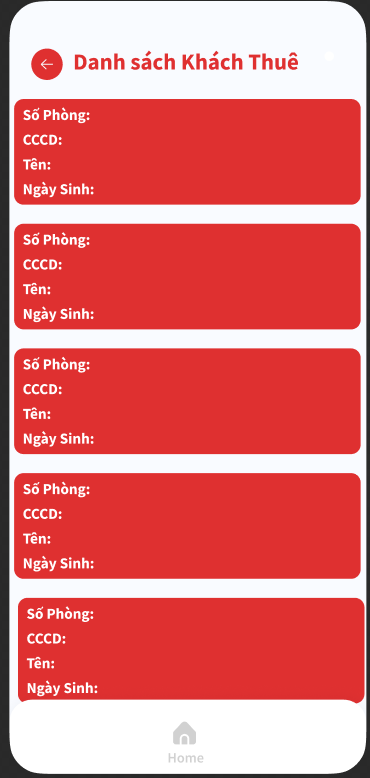 Danh sách Khách Thuê
Số Phòng:
CCCD:
Tên:
Ngày Sinh:
Số Phòng:
CCCD:
Tên:
Ngày Sinh:
Số Phòng:
CCCD:
Tên:
Ngày Sinh:
Số Phòng:
CCCD:
Tên:
Ngày Sinh:
Số Phòng:
CCCD:
Tên:
Ngày Sinh:
Home